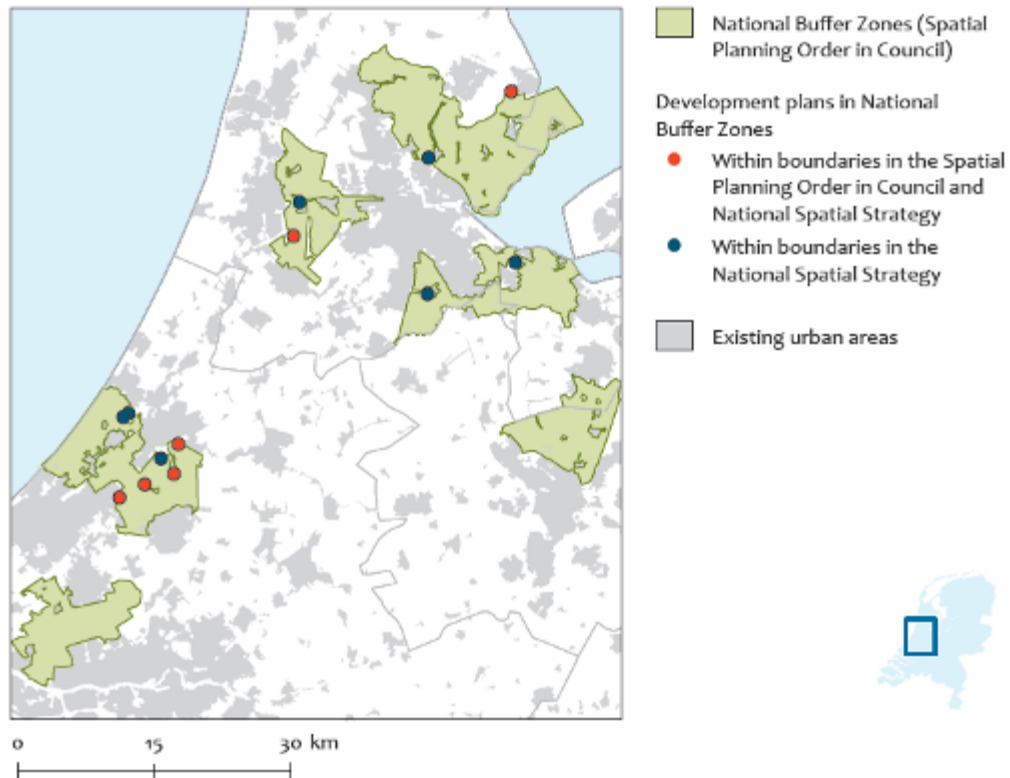 National Buffer Zones (Spatial
Planning Order in Council)
Development plans in National
Buffer Zones
Within boundaries in the Spatial
Planning Order in Council and
National Spatial Strategy
Within boundaries in the
National Spatial Strategy
Existing urban areas
0 15 30 km